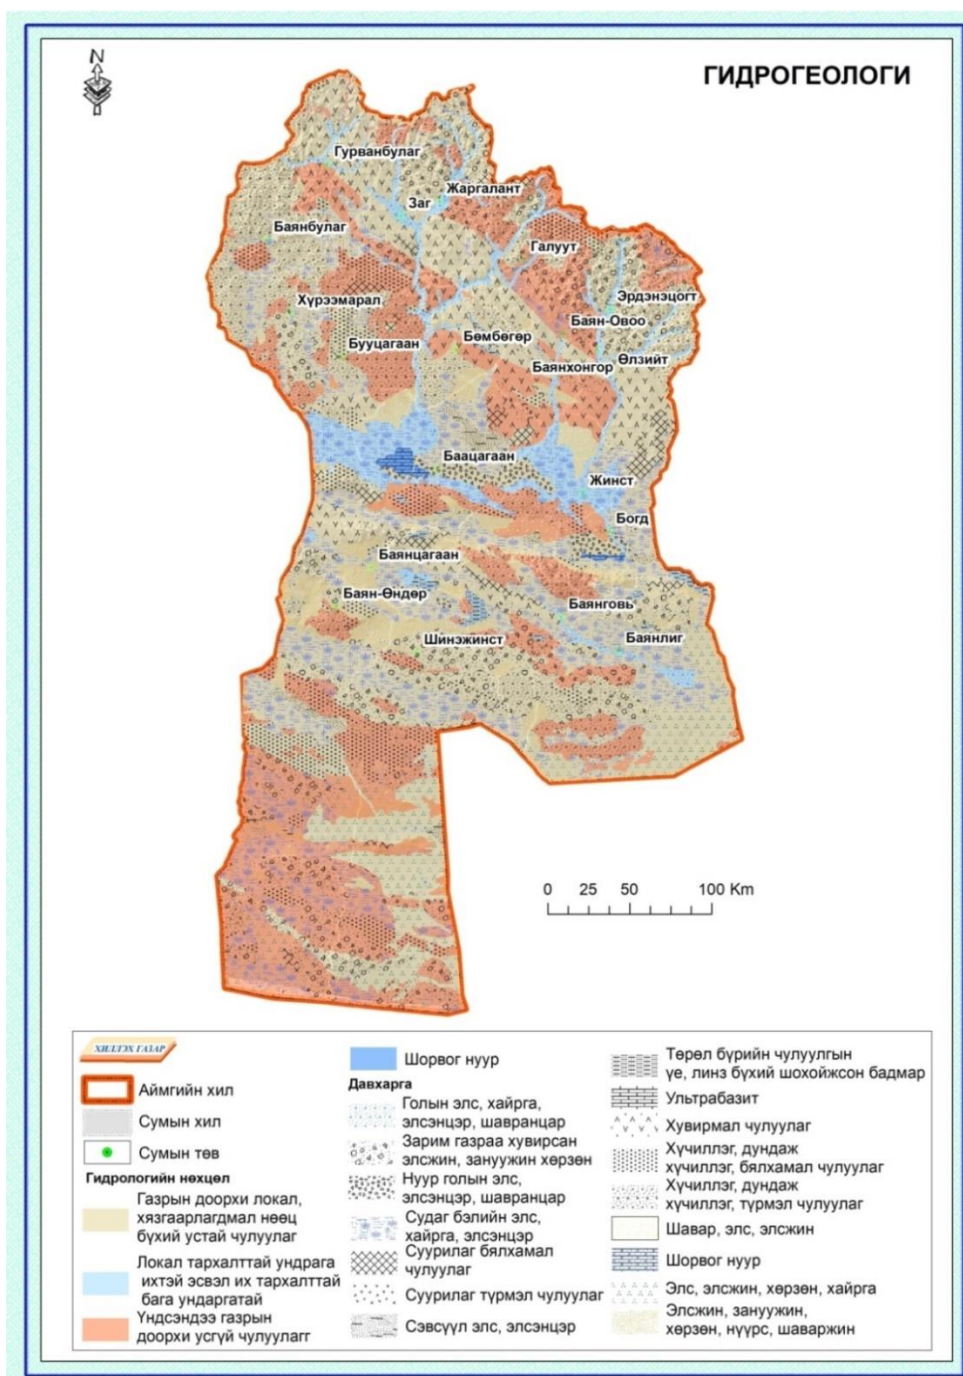 N
ГИДРОГЕОЛОГИ
Гурванбулаг
Жаргалант
Заг
Баянбулаг
Галуут
Эрдэнэцогт
Хүрээмарал
Баян-Овоо
Бууцагаан
Бөмбөгөр
Өлзийт
Баянхонгор
Баацагаан
Жинст
Богд
Баянцагаан
Баян-Өндөр
Баянговь
Шинэжинст
Баянлиг
0 25 50 100 Km
ХИЛЛЭХ ГАЗАР
Аймгийн хил
Сумын хил
Сумын төв
Гидрологийн нөхцөл
Газрын доорхи локал,
хязгаарлагдмал нөөц
бүхий устай чулуулаг
Локал тархалттай ундрага
ихтэй эсвэл их тархалттай
бага ундаргатай
Үндсэндээ газрын
доорхи усгүй чулуулагг
Шорвог нуур
Давхарга
Голын элс, хайрга,
элсэнцэр, шавранцар
Зарим газраа хувирсан
элсжин, зануужин хөрзөн
Нуур голын элс,
элсэнцэр, шавранцар
Судаг бэлийн элс,
хайрга, элсэнцэр
Суурилаг бялхамал
чулуулаг
Суурилаг түрмэл чулуулаг
Сэвсүүл элс, элсэнцэр
Төрөл бүрийн чулуулгын
үе, линз бүхий шохойжсон бадмар
Ультрабазит
Хувирмал чулуулаг
Хүчиллэг, дундаж
хүчиллэг, бялхамал чулуулаг
Хүчиллэг, дундаж
хүчиллэг, түрмэл чулуулаг
Шавар, элс, элсжин
Шорвог нуур
Элс, элсжин, хөрзөн, хайрга
Элсжин, зануужин,
хөрзөн, нүүрс, шаваржин